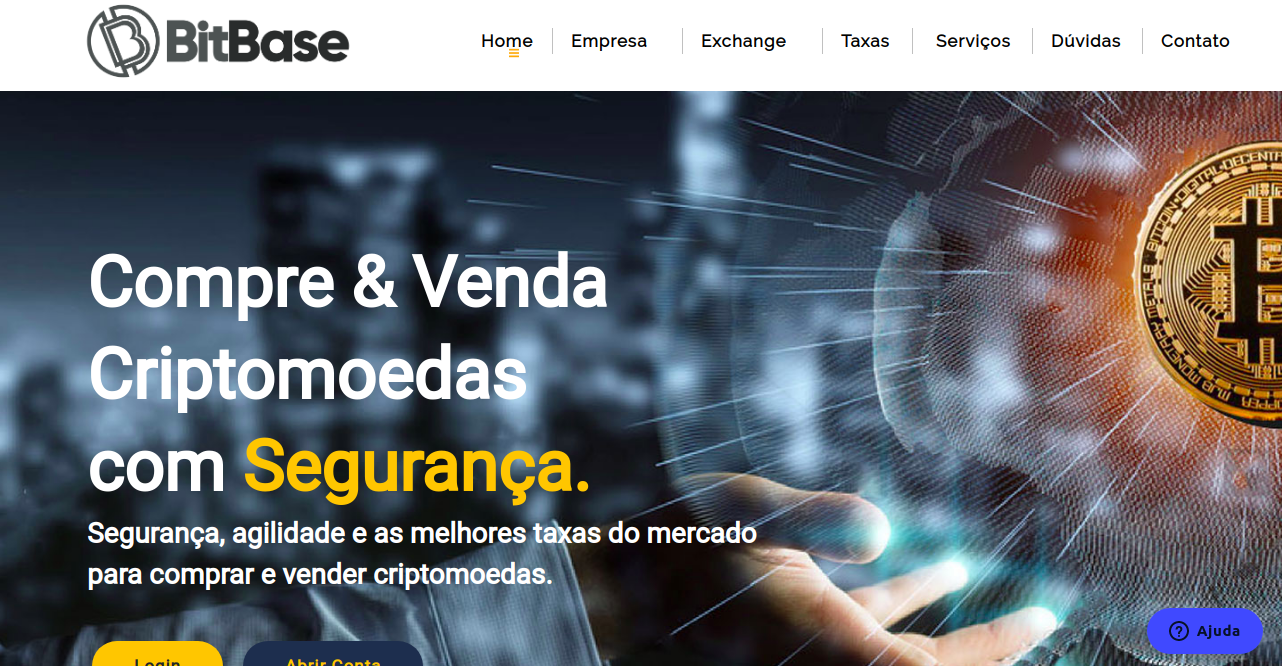 BitBase
Home
Empresa
Exchange
Taxas
Serviços
Dúvidas
Contato
Compre & Venda
Criptomoedas
com Segurança.
Segurança, agilidade e as melhores taxas do mercado
para comprar e vender criptomoedas.
Login
Abrir Conta
Ajuda